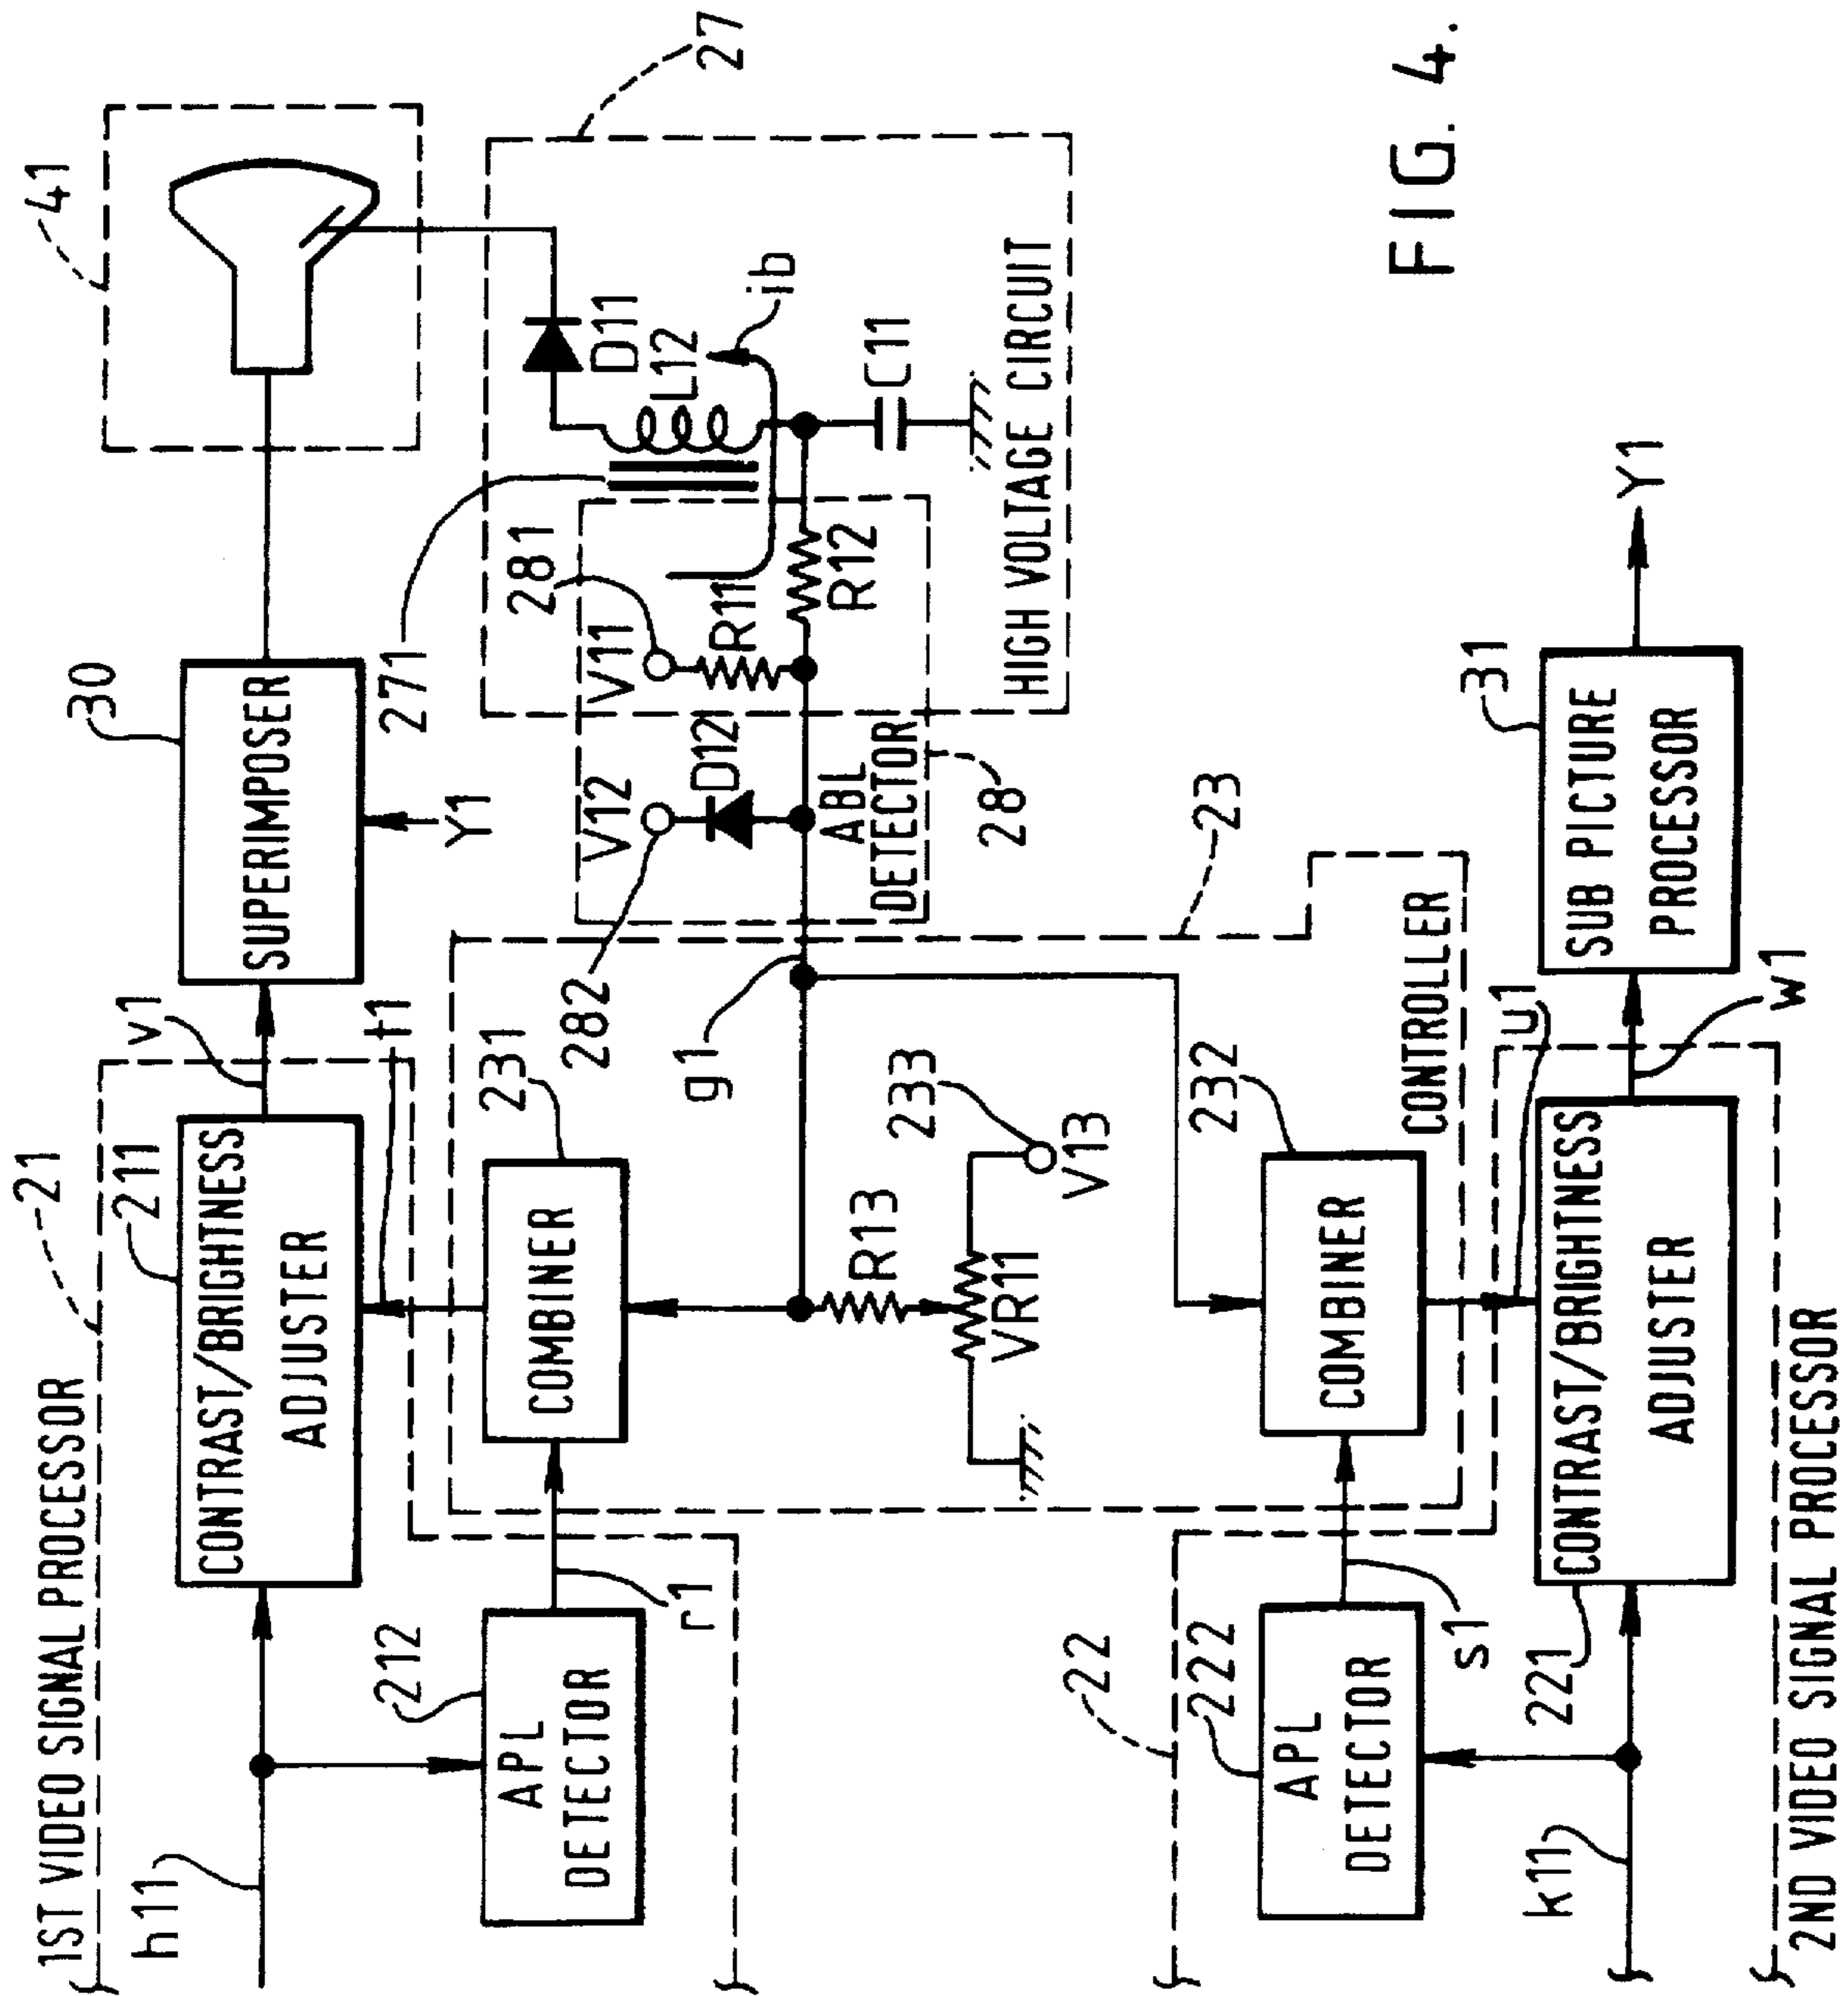 1ST VIDEO SIGNAL PROCESSOR
21
h11
211
CONTRAST/BRIGHTNESS
ADJUSTER
v1
t1
30
SUPERIMPOSER
Y1
41
212
APL
DETECTOR
r1
231
COMBINER
g1
R13
VR11
233
V13
282
V12
D12
ABL
DETECTOR
28
271
281
V11
R11
R12
D11
L12
ib
C11
HIGH VOLTAGE CIRCUIT
27
23
CONTROLLER
232
COMBINER
22
222
APL
DETECTOR
s1
k11
221
CONTRAST/BRIGHTNESS
ADJUSTER
u1
w1
31
SUB PICTURE
PROCESSOR
Y1
2ND VIDEO SIGNAL PROCESSOR
FIG. 4.